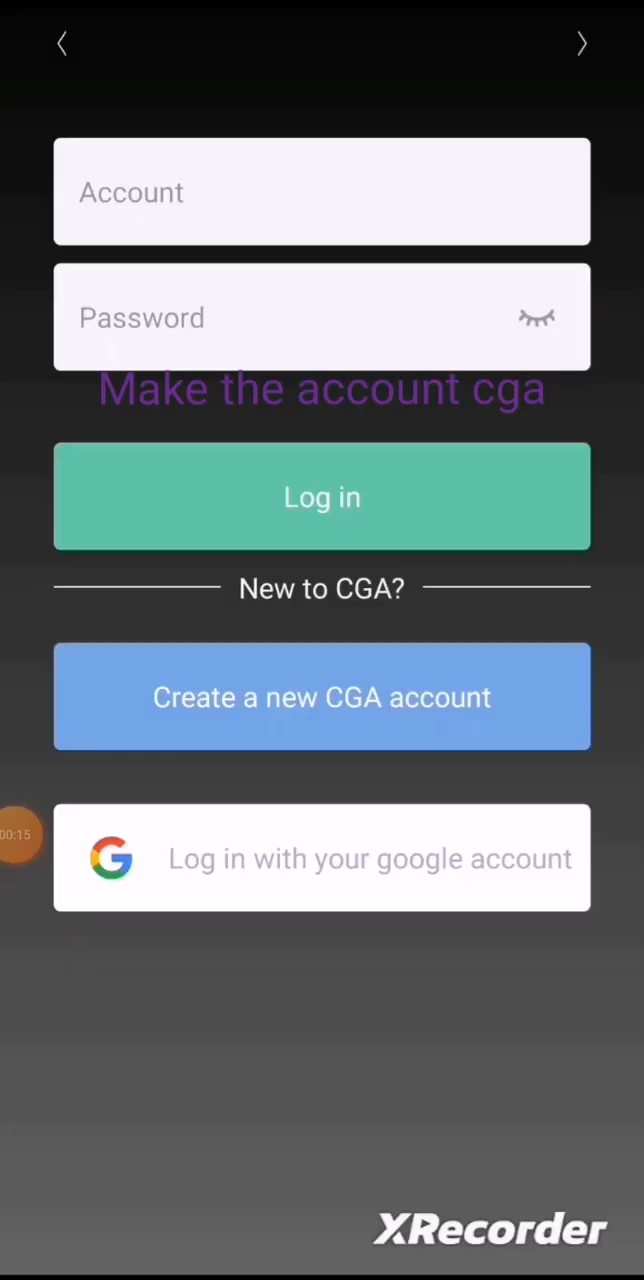 Account
Password
Make the account cga
Log in
New to CGA?
Create a new CGA account
00:15
Log in with your google account
XRecorder